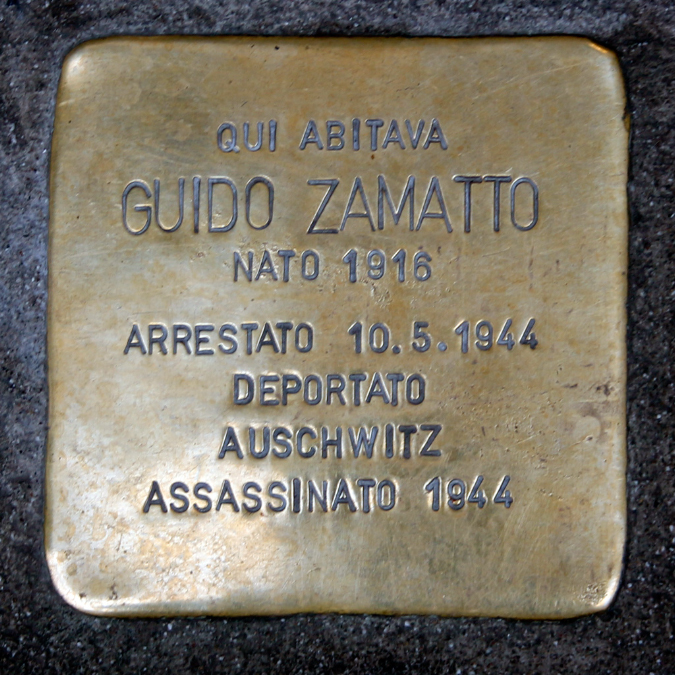 QUI ABITAVA
GUIDO ZAMATTO
NATO 1916
ARRESTATO 10.5.1944
DEPORTATO
AUSCHWITZ
ASSASSINATO 1944